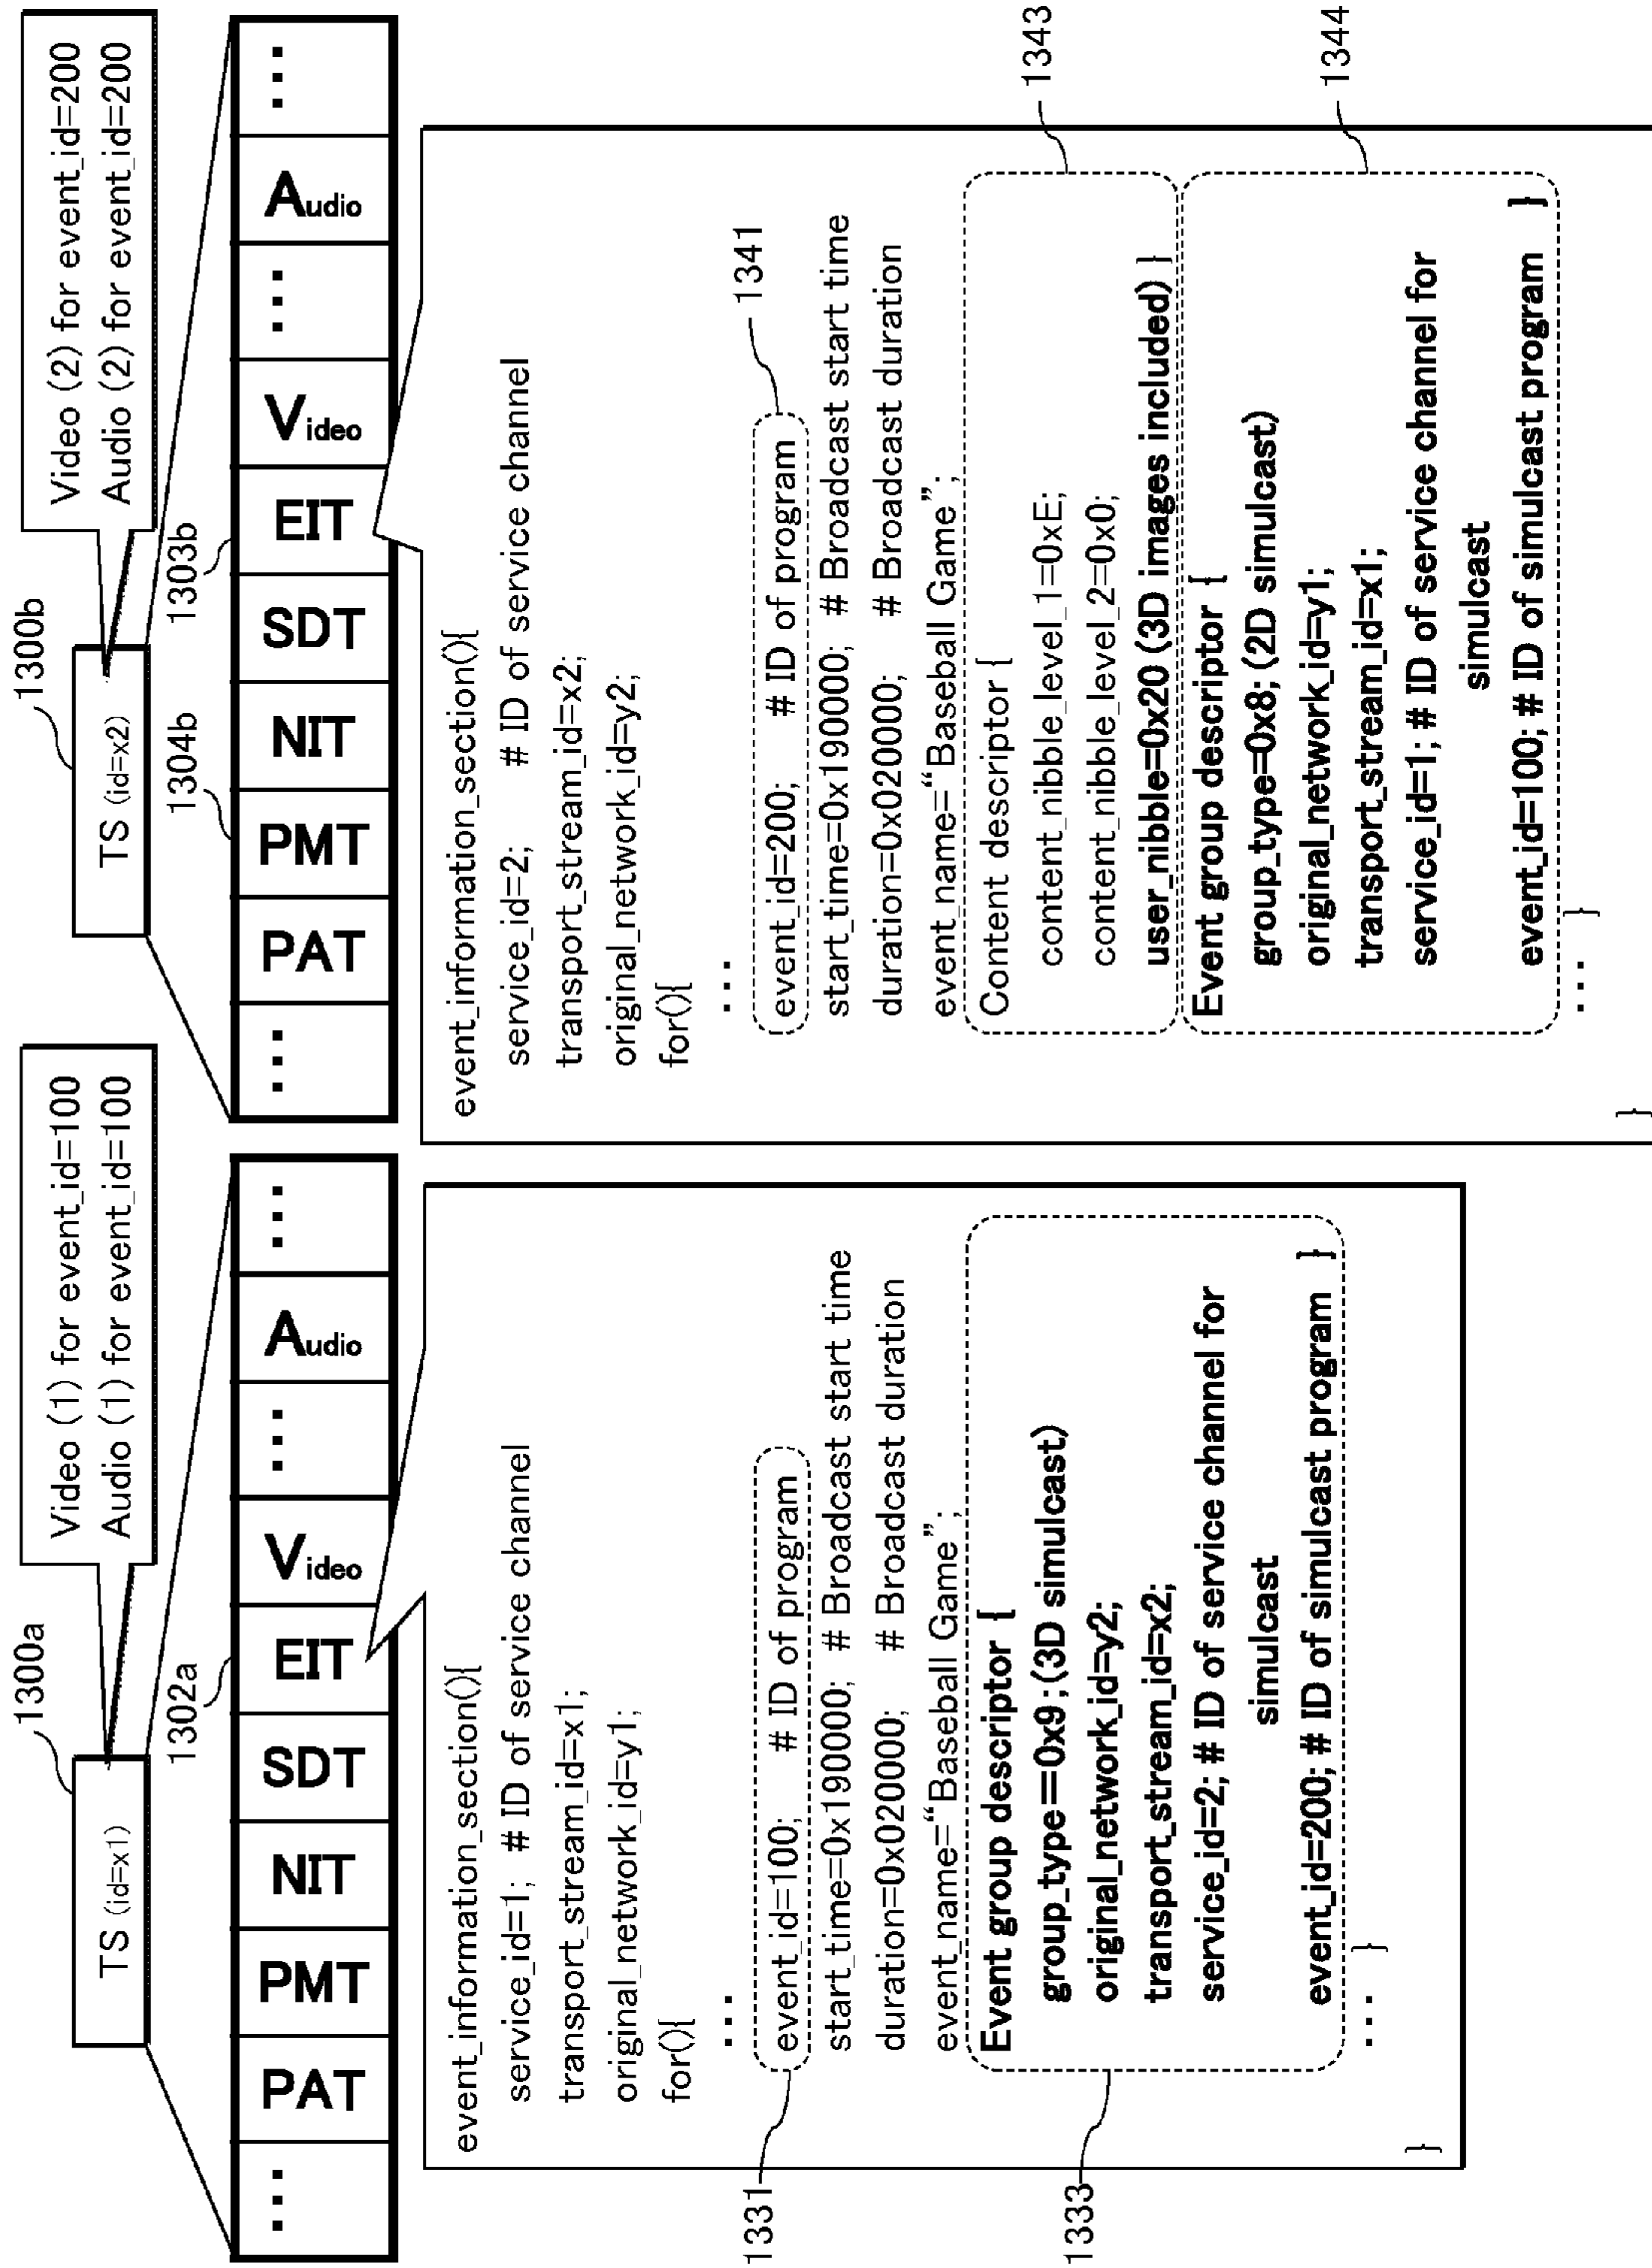 1300a
TS (id=x1)
Video (1) for event_id=100
Audio (1) for event_id=100
1302a
... PAT PMT NIT SDT EIT Video ... Audio ...
event_information_section(){
service_id=1; # ID of service channel
transport_stream_id=x1;
original_network_id=y1;
for(){
...
1331
event_id=100; # ID of program
start_time=0x190000; # Broadcast start time
duration=0x020000; # Broadcast duration
event_name="Baseball Game";
1333
Event group descriptor {
group_type==0x9;(3D simulcast)
original_network_id=y2;
transport_stream_id=x2;
service_id=2; # ID of service channel for
simulcast
event_id=200; # ID of simulcast program }
... }
}
1300b
TS (id=x2)
Video (2) for event_id=200
Audio (2) for event_id=200
1304b
1303b
... PAT PMT NIT SDT EIT Video ... Audio ...
event_information_section(){
service_id=2; # ID of service channel
transport_stream_id=x2;
original_network_id=y2;
for(){
...
1341
event_id=200; # ID of program
start_time=0x190000; # Broadcast start time
duration=0x020000; # Broadcast duration
event_name="Baseball Game";
1343
Content descriptor {
content_nibble_level_1=0xE;
content_nibble_level_2=0x0;
user_nibble=0x20 (3D images included) }
1344
Event group descriptor {
group_type=0x8; (2D simulcast)
original_network_id=y1;
transport_stream_id=x1;
service_id=1; # ID of service channel for
simulcast
event_id=100; # ID of simulcast program }
... }
}